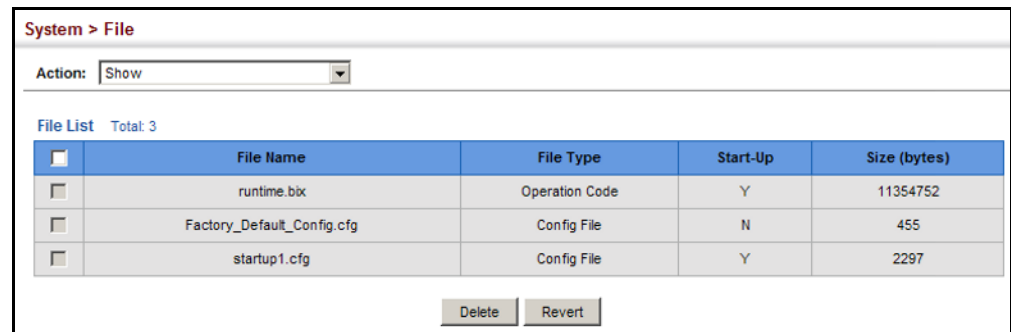 System > File
Action: Show
File List Total: 3
File Name File Type Start-Up Size (bytes)
runtime.bix Operation Code Y 11354752
Factory_Default_Config.cfg Config File N 455
startup1.cfg Config File Y 2297
Delete Revert